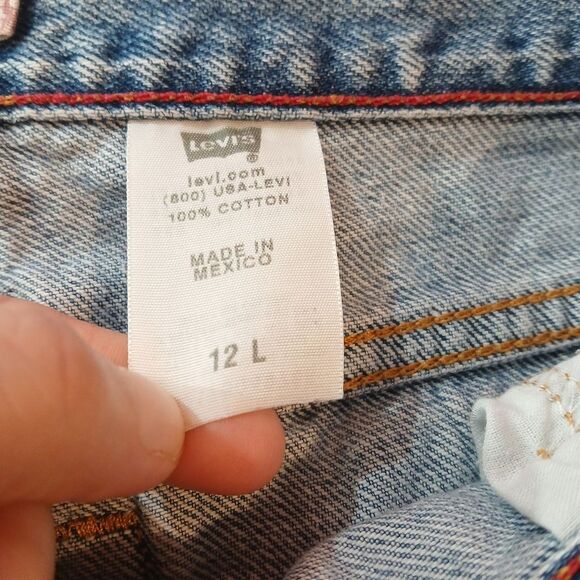 Levi's
®
levi.com
(800) USA-LEVI
100% COTTON
MADE IN
MEXICO
12 L